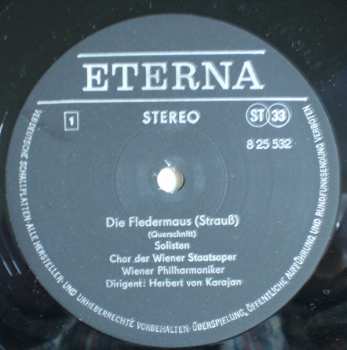 ETERNA
1
STEREO
ST 33
8 25 532
Die Fledermaus (Strauß)
(Querschnitt)
Solisten
Chor der Wiener Staatsoper
Wiener Philharmoniker
Dirigent: Herbert von Karajan
VEB DEUTSCHE SCHALLPLATTEN·ALLE HERSTELLER- UND URHEBERRECHTE VORBEHALTEN·ÜBERSPIELUNG, ÖFFENTLICHE AUFFÜHRUNG UND RUNDFUNKSENDUNG VERBOTEN